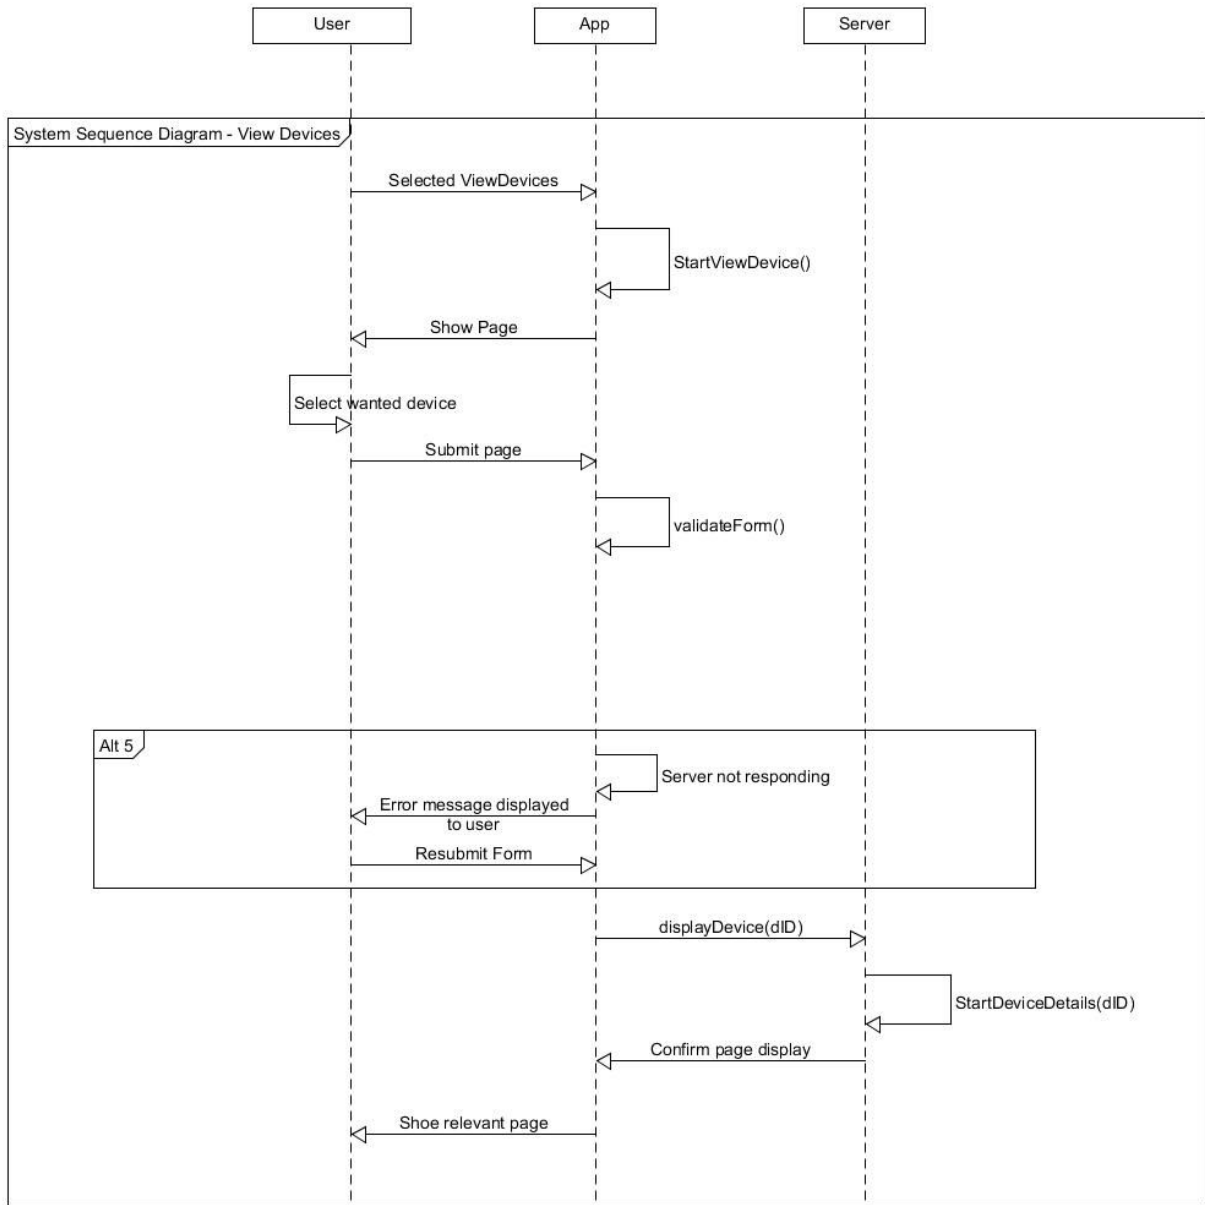 User
App
Server
System Sequence Diagram - View Devices
Selected ViewDevices
StartViewDevice()
Show Page
Select wanted device
Submit page
validateForm()
Alt 5
Server not responding
Error message displayed
to user
Resubmit Form
displayDevice(dID)
StartDeviceDetails(dID)
Confirm page display
Shoe relevant page